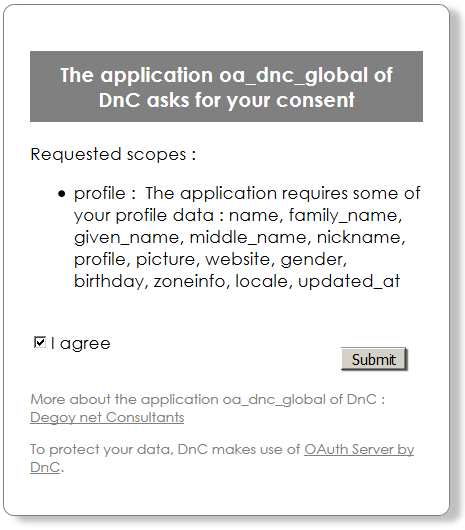 The application oa_dnc_global of
DnC asks for your consent
Requested scopes :
• profile :  The application requires some of
your profile data : name, family_name,
given_name, middle_name, nickname,
profile, picture, website, gender,
birthday, zoneinfo, locale, updated_at
I agree
Submit
More about the application oa_dnc_global of DnC :
Degoy net Consultants
To protect your data, DnC makes use of OAuth Server by
DnC.